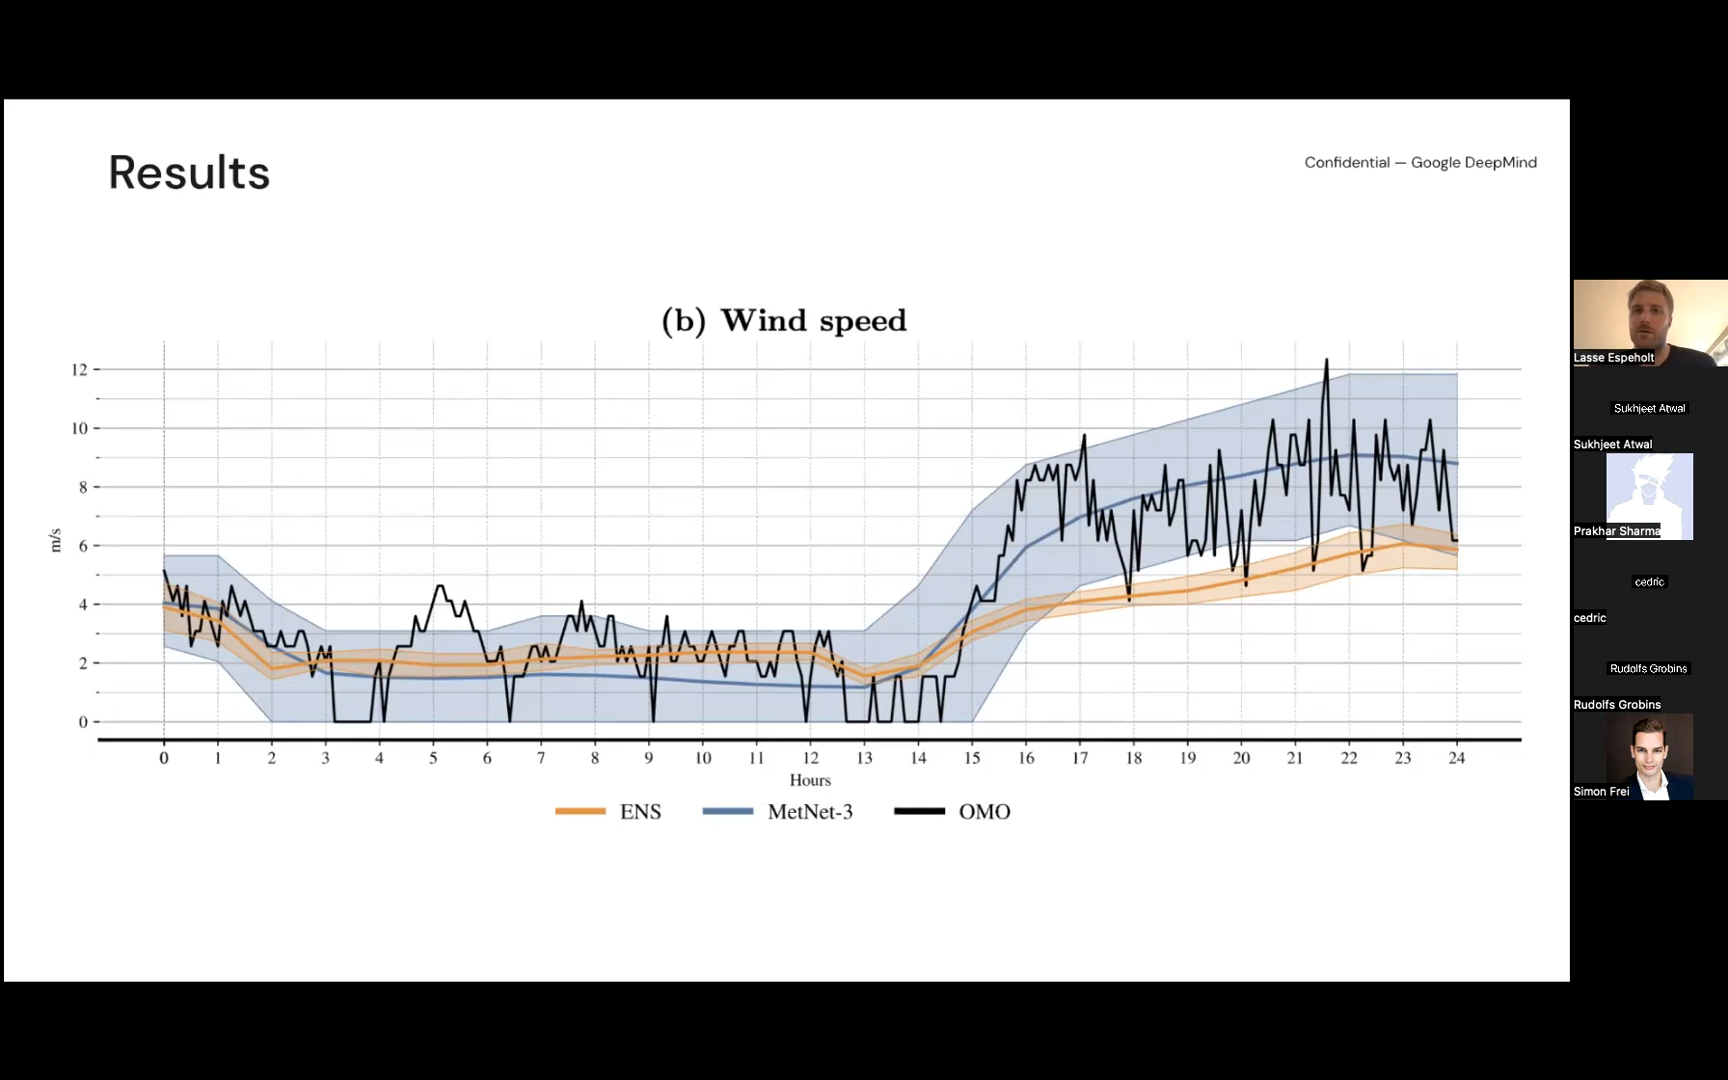 Results
Confidential — Google DeepMind
(b) Wind speed
12
10
8
6
4
2
0
m/s
0 1 2 3 4 5 6 7 8 9 10 11 12 13 14 15 16 17 18 19 20 21 22 23 24
Hours
ENS MetNet-3 OMO
Lasse Espeholt
Sukhjeet Atwal
Sukhjeet Atwal
Prakhar Sharma
cedric
cedric
Rudolfs Grobins
Rudolfs Grobins
Simon Frei